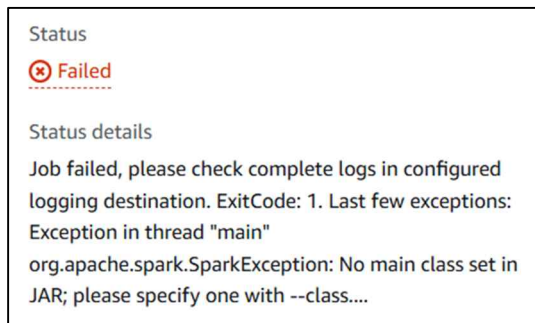 Status
Failed
Status details
Job failed, please check complete logs in configured
logging destination. ExitCode: 1. Last few exceptions:
Exception in thread "main"
org.apache.spark.SparkException: No main class set in
JAR; please specify one with --class....